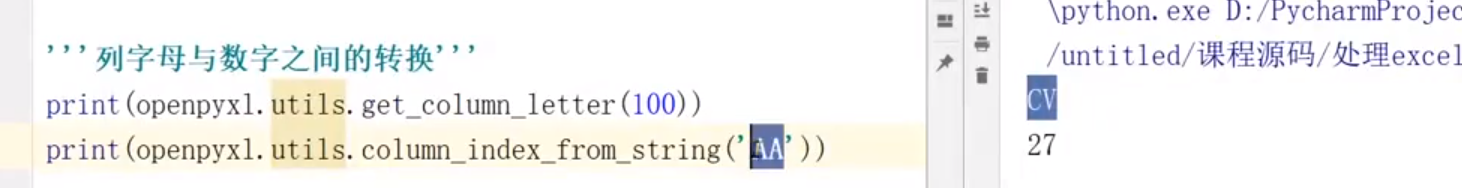 '''列字母与数字之间的转换'''
print(openpyxl.utils.get_column_letter(100))
print(openpyxl.utils.column_index_from_string('AA'))
\python.exe D:/PycharmProjec
/untitled/课程源码/处理excel
CV
27